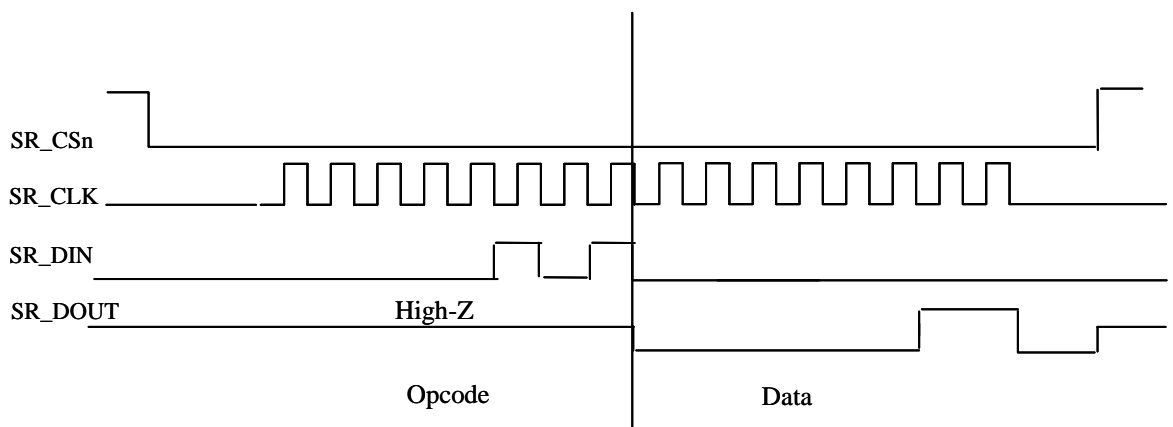 SR_CSn
SR_CLK
SR_DIN
SR_DOUT
High-Z
Opcode
Data